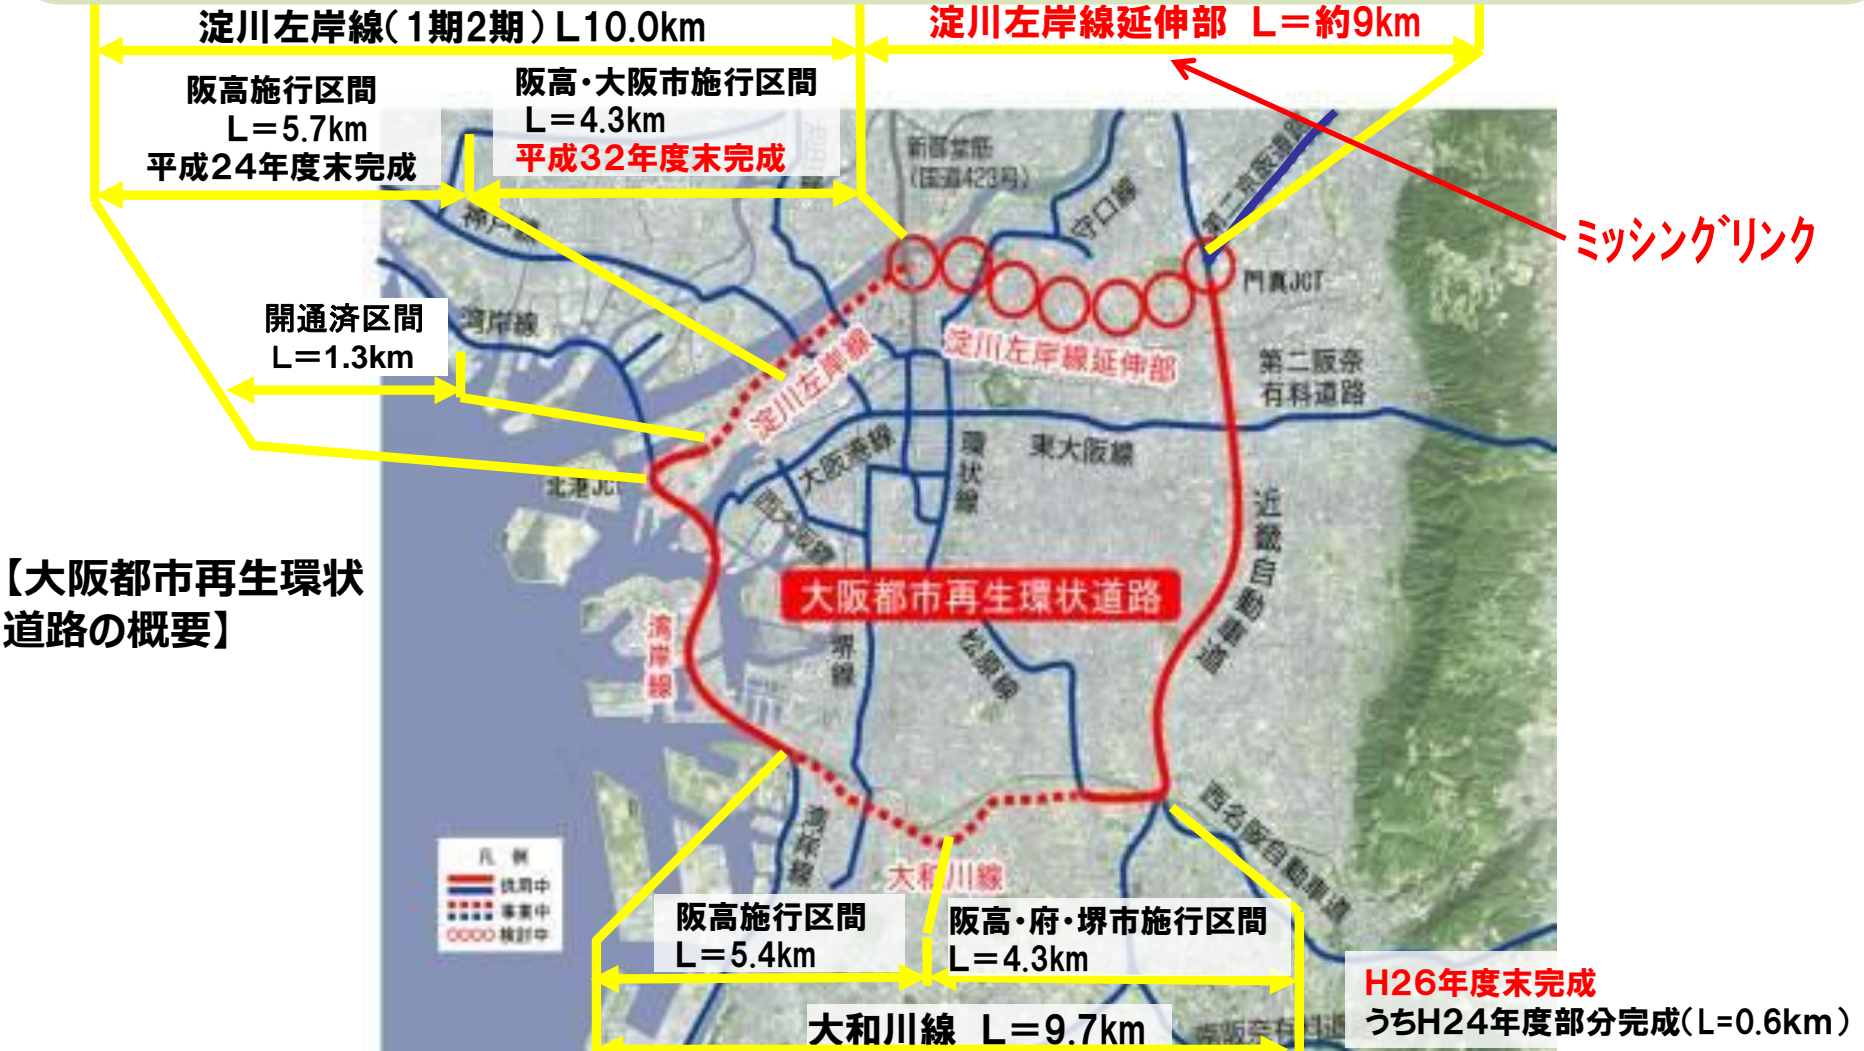 淀川左岸線（1期2期）L10.0km
淀川左岸線延伸部 L＝約9km
阪高施行区間
L＝5.7km
平成24年度末完成
阪高・大阪市施行区間
L＝4.3km
平成32年度末完成
新御堂筋
（国道423号）
守口線
第二京阪道路
ミッシングリンク
神戸線
門真JCT
開通済区間
L＝1.3km
湾岸線
淀川左岸線
淀川左岸線延伸部
第二阪奈
有料道路
大阪港線
環状線
東大阪線
北港JCT
西大阪線
近畿自動車道
【大阪都市再生環状
道路の概要】
大阪都市再生環状道路
湾岸線
堺線
松原線
西名阪自動車道
湾岸線
大和川線
凡例
供用中
事業中
検討中
阪高施行区間
L＝5.4km
阪高・府・堺市施行区間
L＝4.3km
大和川線 L＝9.7km
H26年度末完成
うちH24年度部分完成（L=0.6km）